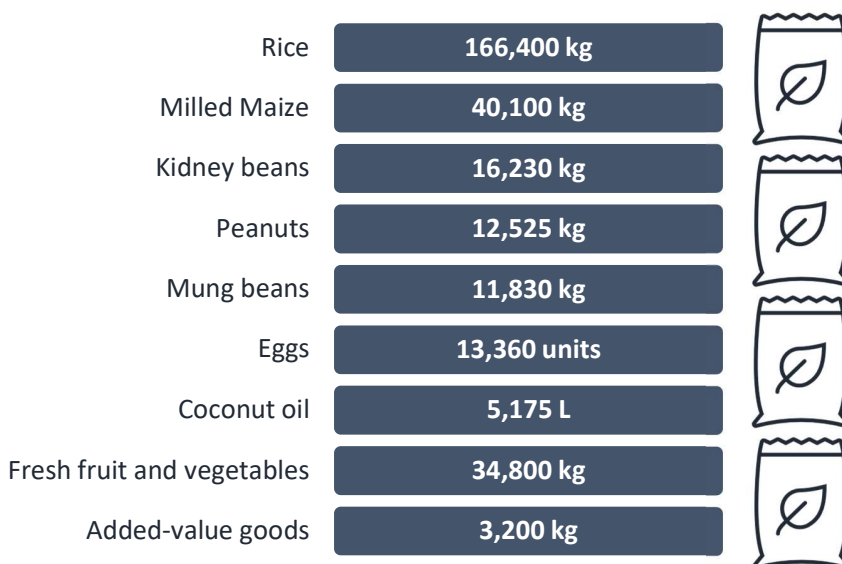 Rice 166,400 kg
Milled Maize 40,100 kg
Kidney beans 16,230 kg
Peanuts 12,525 kg
Mung beans 11,830 kg
Eggs 13,360 units
Coconut oil 5,175 L
Fresh fruit and vegetables 34,800 kg
Added-value goods 3,200 kg